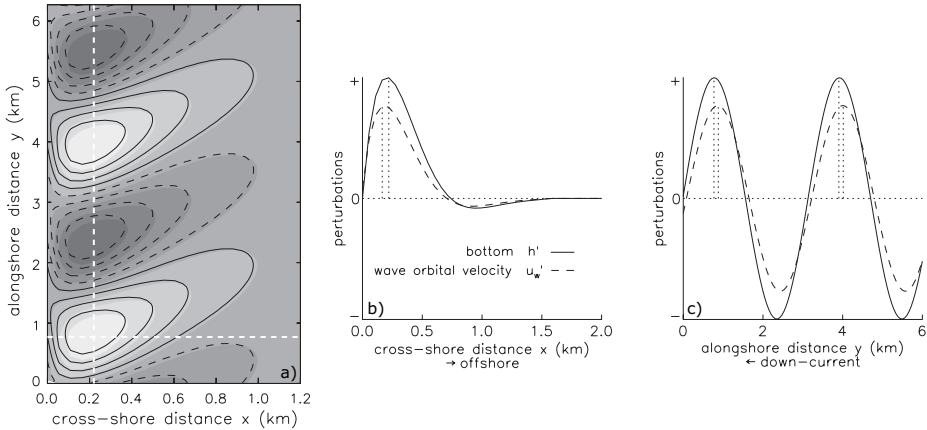 6
5
4
3
2
1
0
alongshore distance y (km)
a)
0.0 0.2 0.4 0.6 0.8 1.0 1.2
cross-shore distance x (km)
+
0
−
perturbations
bottom h'
wave orbital velocity u_w'
b)
0.0 0.5 1.0 1.5 2.0
cross-shore distance x (km)
→ offshore
+
0
−
perturbations
c)
0 2 4 6
alongshore distance y (km)
← down-current